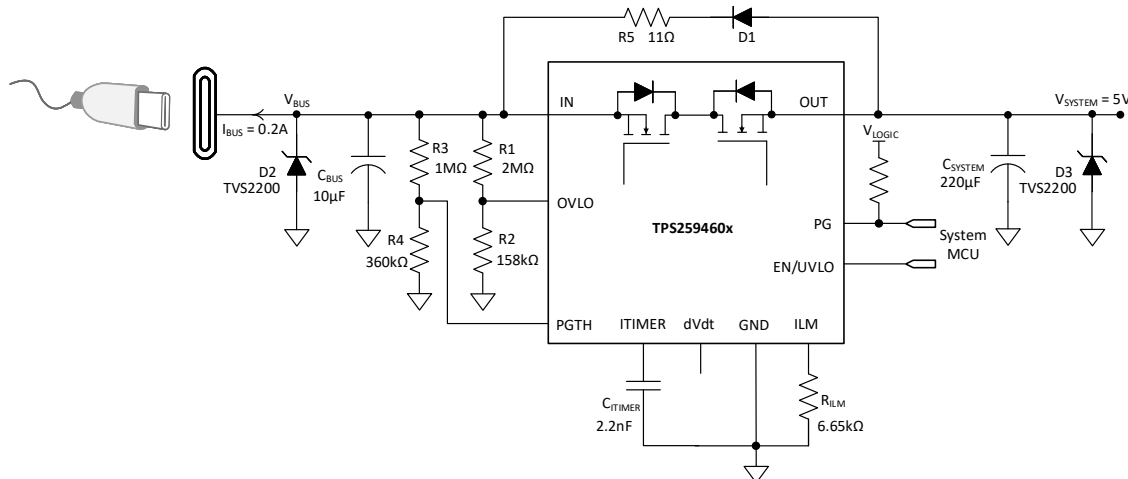 R5 11Ω
D1
IN
OUT
V_BUS
I_BUS = 0.2A
V_SYSTEM = 5V
V_LOGIC
D2
TVS2200
C_BUS
10µF
R3
1MΩ
R1
2MΩ
C_SYSTEM
220µF
D3
TVS2200
OVLO
TPS259460x
PG
System
MCU
R4
360kΩ
R2
158kΩ
EN/UVLO
PGTH
ITIMER
dVdt
GND
ILM
C_ITIMER
2.2nF
R_ILM
6.65kΩ